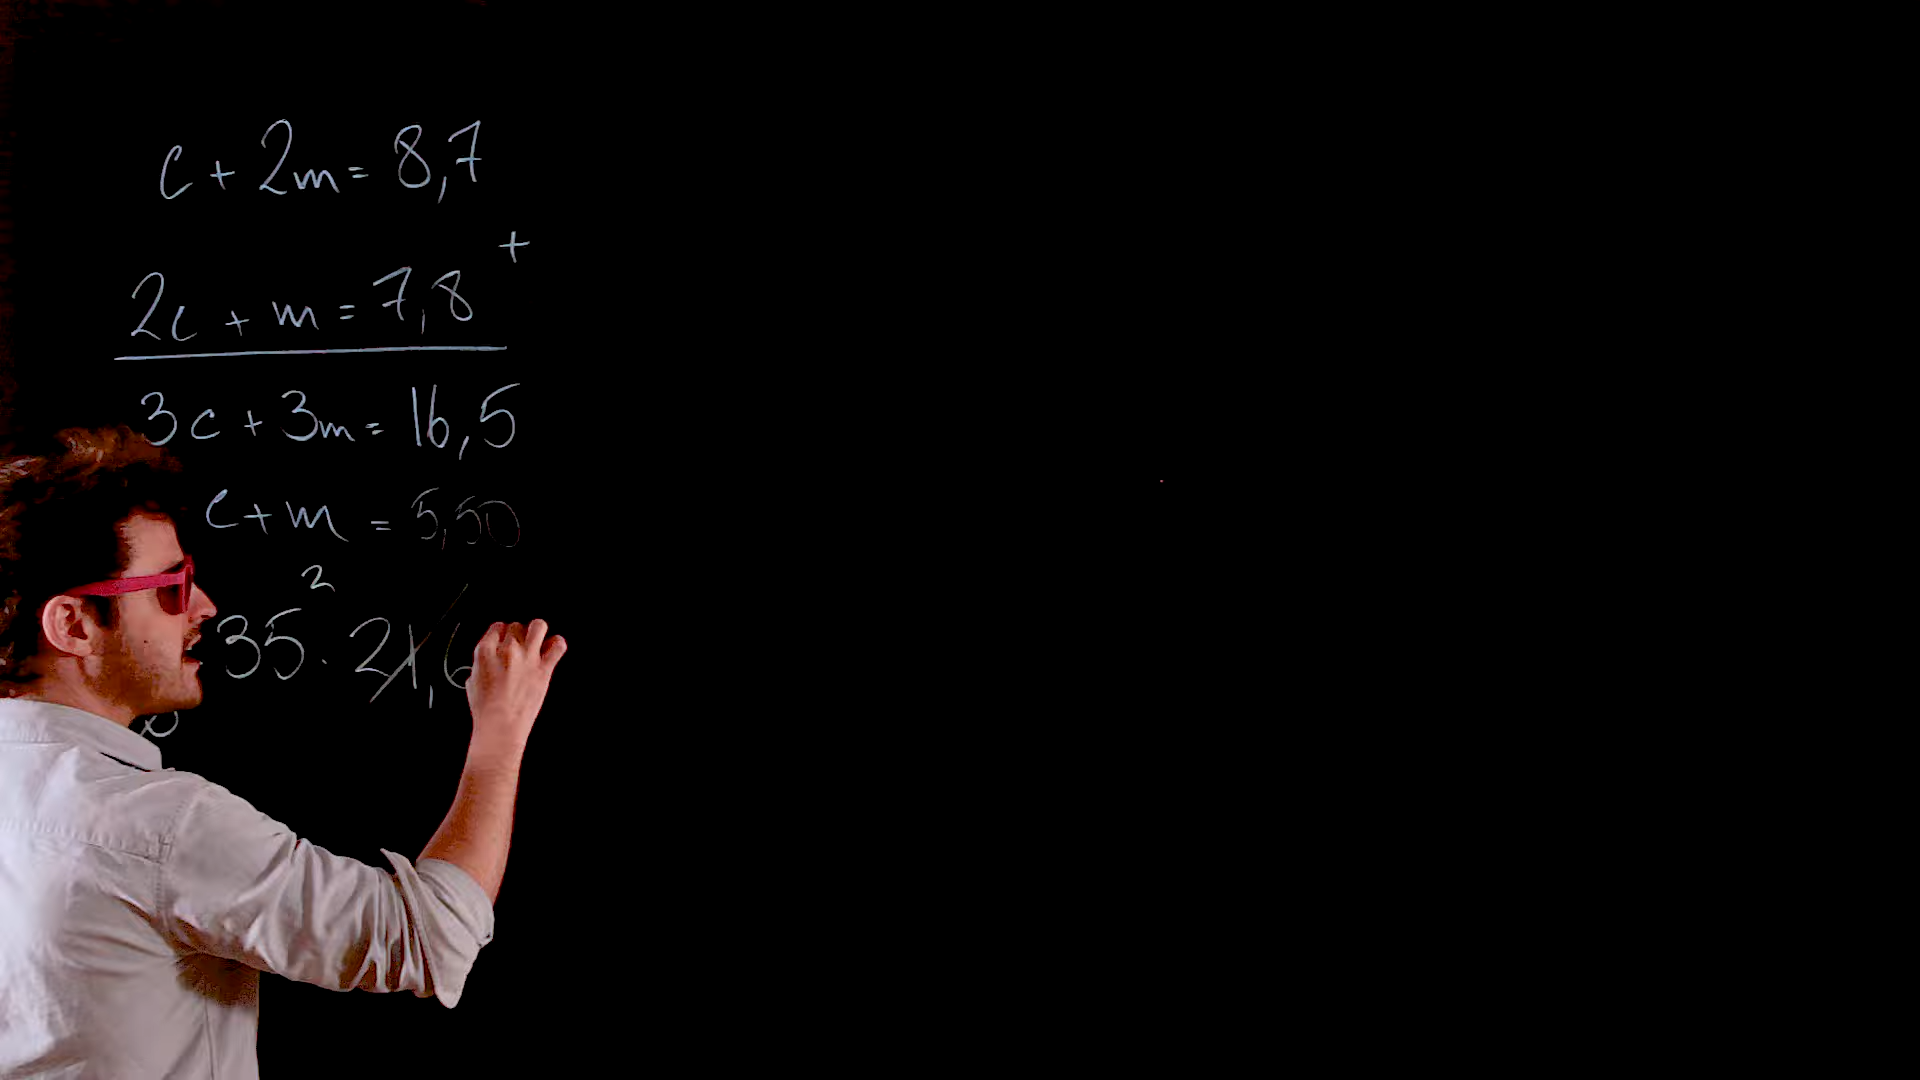 c + 2m = 8,7
+
2c + m = 7,8
3c + 3m = 16,5
c + m = 5,50
2
35 . 21,6